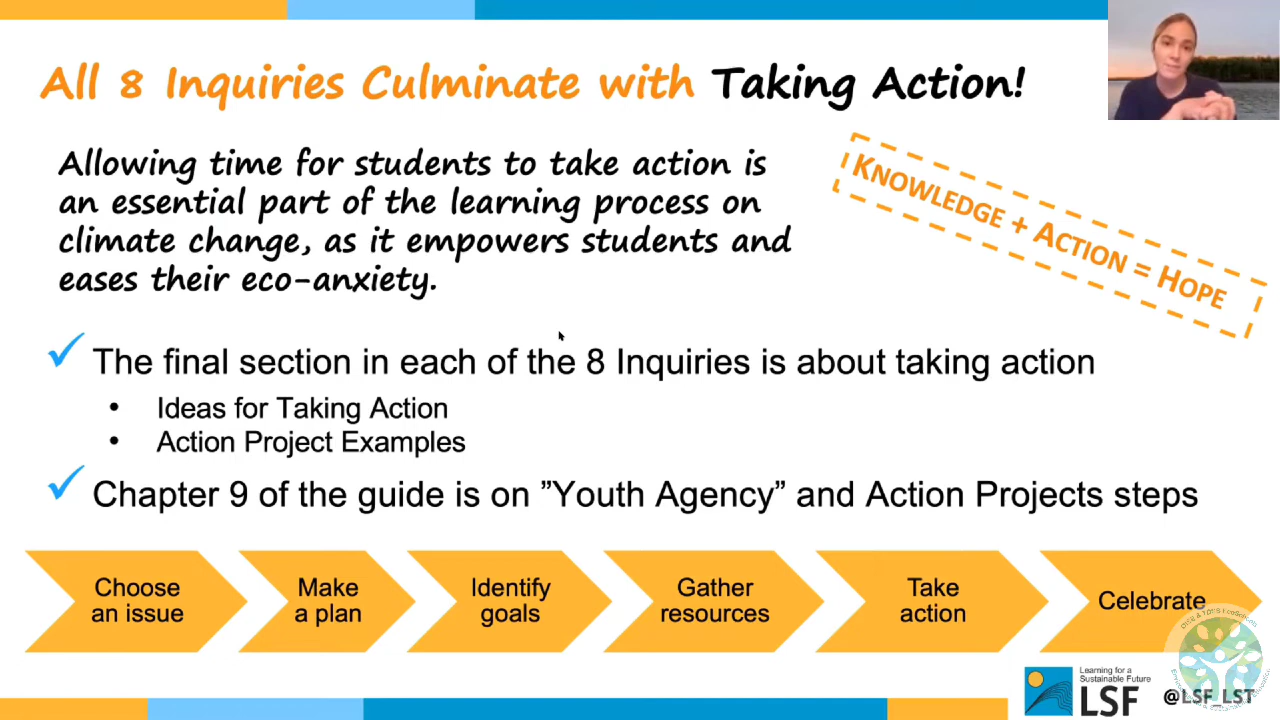 All 8 Inquiries Culminate with Taking Action!
Allowing time for students to take action is
an essential part of the learning process on
climate change, as it empowers students and
eases their eco-anxiety.
KNOWLEDGE + ACTION = HOPE
The final section in each of the 8 Inquiries is about taking action
• Ideas for Taking Action
• Action Project Examples
Chapter 9 of the guide is on ”Youth Agency” and Action Projects steps
Choose
an issue
Make
a plan
Identify
goals
Gather
resources
Take
action
Celebrate
Learning for a
Sustainable Future
LSF
@LSF_LST